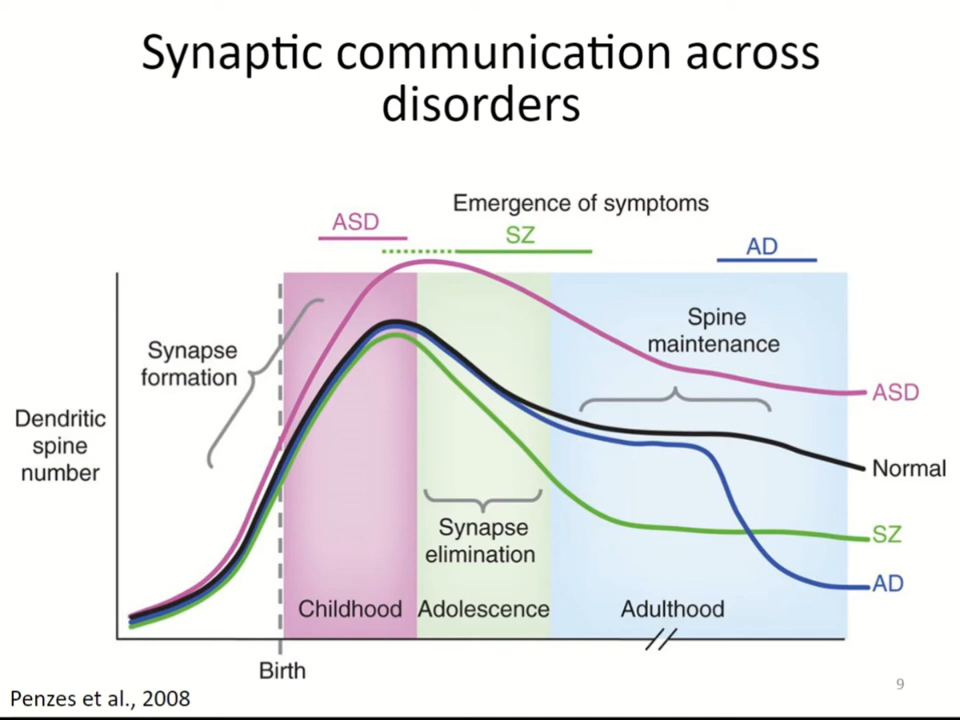 Synaptic communication across
disorders
Emergence of symptoms
ASD
SZ
AD
Synapse
formation
Spine
maintenance
ASD
Dendritic
spine
number
Normal
Synapse
elimination
SZ
AD
Childhood
Adolescence
Adulthood
Birth
Penzes et al., 2008
9